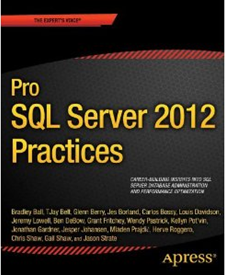 THE EXPERT'S VOICE®
Pro
SQL Server 2012
Practices
CAREER-BUILDING INSIGHTS INTO SQL
SERVER DATABASE ADMINISTRATION
AND PERFORMANCE OPTIMIZATION
Bradley Ball, TJay Belt, Glenn Berry, Jes Borland, Carlos Bossy, Louis Davidson,
Jeremy Lowell, Ben DeBow, Grant Fritchey, Wendy Pastrick, Kellyn Pot'vin,
Jonathan Gardner, Jesper Johansen, Mladen Prajdić, Herve Roggero,
Chris Shaw, Gail Shaw, and Jason Strate
Apress®